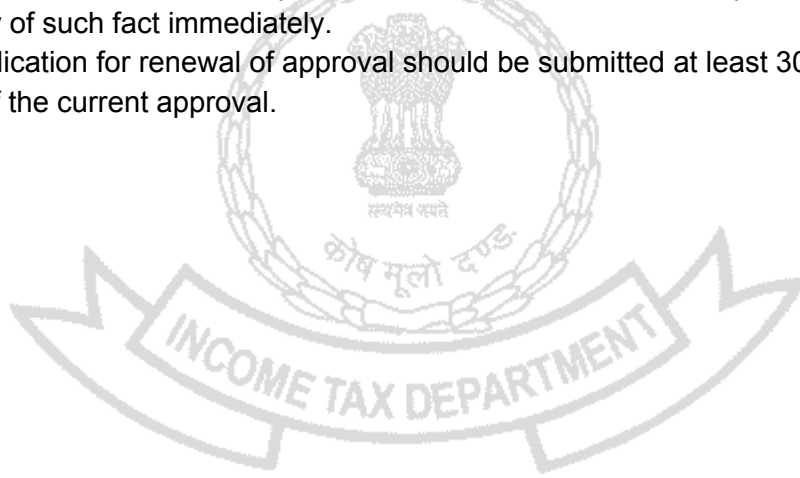 of such fact immediately.
lication for renewal of approval should be submitted at least 30
the current approval.
सत्यमेव जयते
कोष मूलो दण्डः
INCOME TAX DEPARTMENT